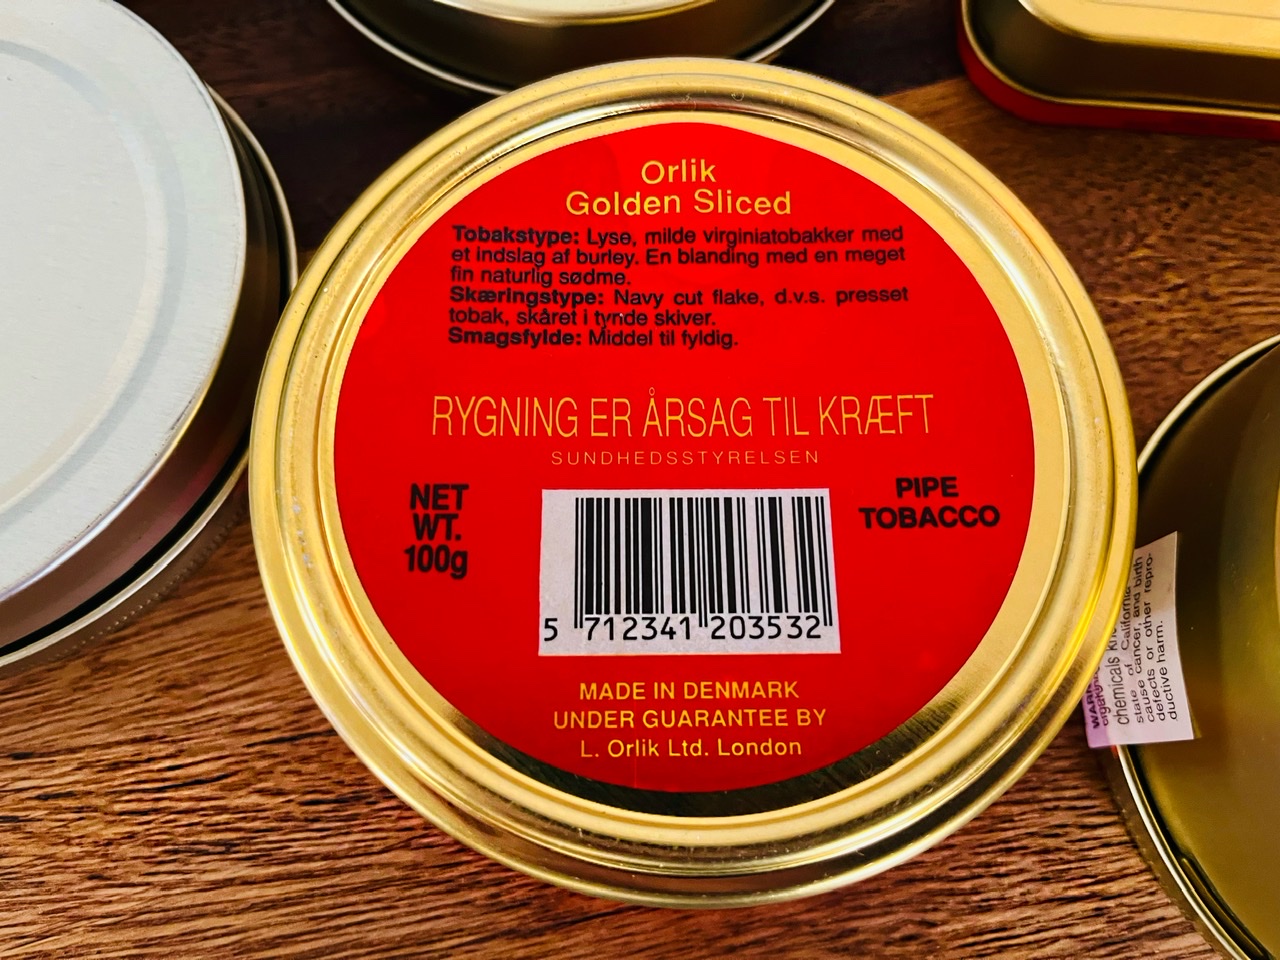 Orlik
Golden Sliced
Tobakstype: Lyse, milde virginiatobakker med
et indslag af burley. En blanding med en meget
fin naturlig sødme.
Skæringstype: Navy cut flake, d.v.s. presset
tobak, skåret i tynde skiver.
Smagsfylde: Middel til fyldig.
RYGNING ER ÅRSAG TIL KRÆFT
SUNDHEDSSTYRELSEN
NET
WT.
100g
PIPE
TOBACCO
5 712341 203532
MADE IN DENMARK
UNDER GUARANTEE BY
L. Orlik Ltd. London
chemicals
state of California
cause cancer, and birth
defects or other repro-
ductive harm.